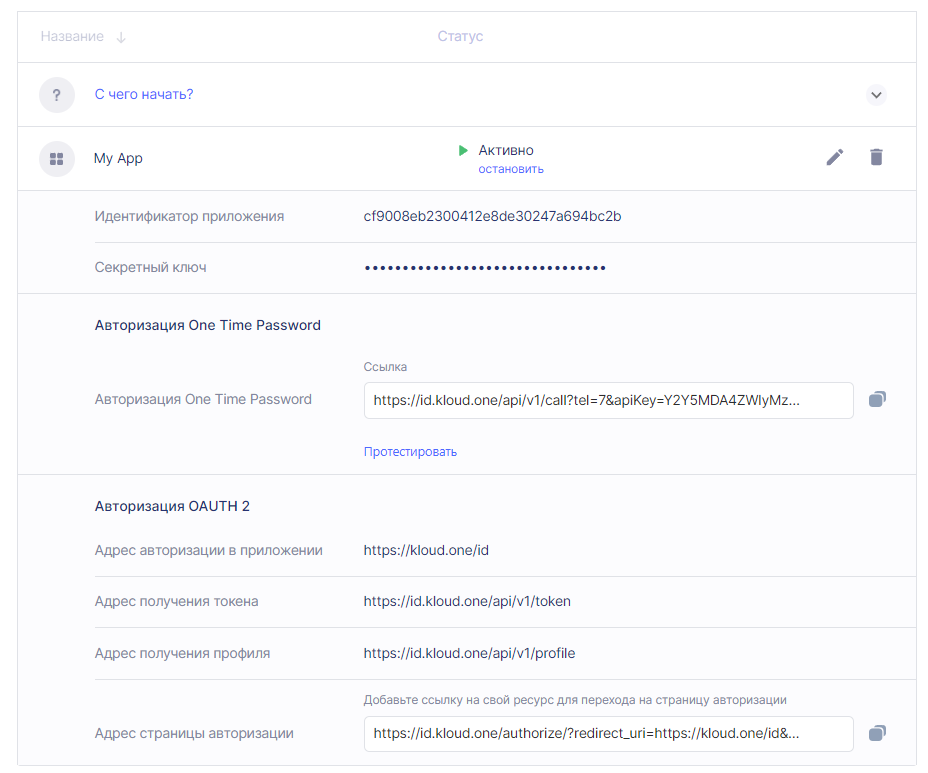 Название ↓ Статус
? С чего начать?
My App Активно
остановить
Идентификатор приложения cf9008eb2300412e8de30247a694bc2b
Секретный ключ ••••••••••••••••••••••••••••••••
Авторизация One Time Password
Ссылка
Авторизация One Time Password https://id.kloud.one/api/v1/call?tel=7&apiKey=Y2Y5MDA4ZWIyMz...
Протестировать
Авторизация OAUTH 2
Адрес авторизации в приложении https://kloud.one/id
Адрес получения токена https://id.kloud.one/api/v1/token
Адрес получения профиля https://id.kloud.one/api/v1/profile
Добавьте ссылку на свой ресурс для перехода на страницу авторизации
Адрес страницы авторизации https://id.kloud.one/authorize/?redirect_uri=https://kloud.one/id&...